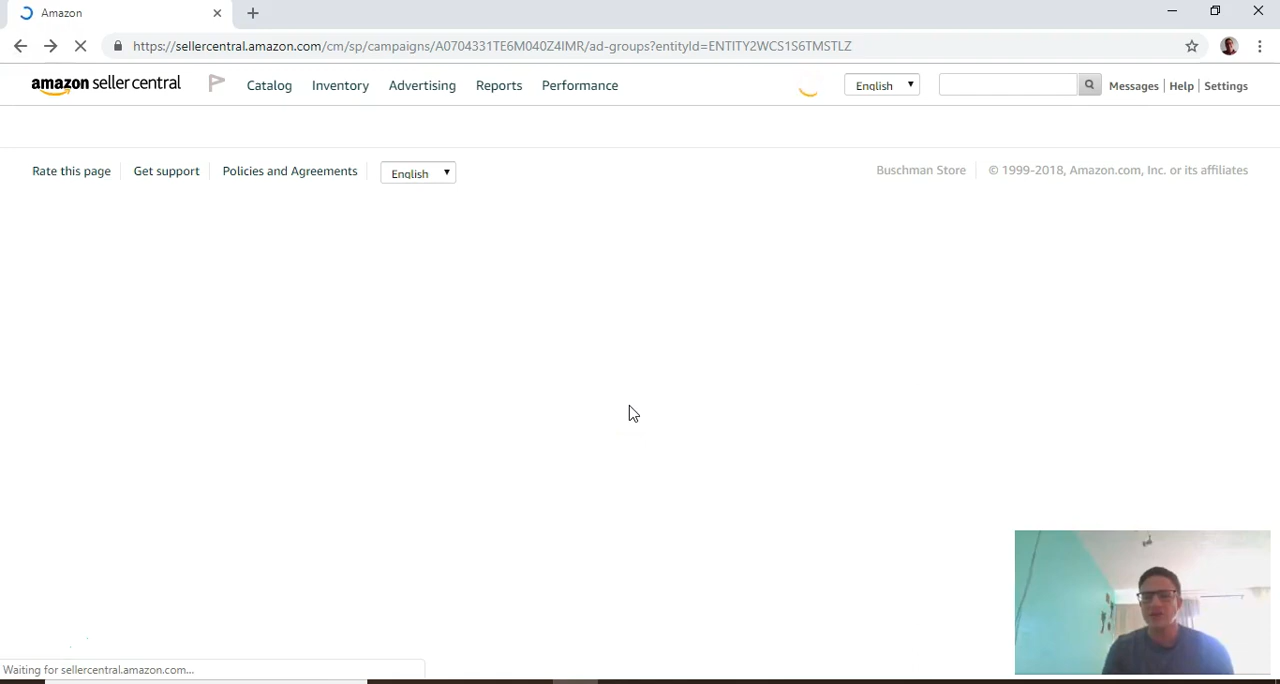 Amazon
https://sellercentral.amazon.com/cm/sp/campaigns/A0704331TE6M040Z4IMR/ad-groups?entityId=ENTITY2WCS1S6TMSTLZ
amazon seller central Catalog Inventory Advertising Reports Performance English Messages | Help | Settings
Rate this page Get support Policies and Agreements English Buschman Store © 1999-2018, Amazon.com, Inc. or its affiliates
Waiting for sellercentral.amazon.com...